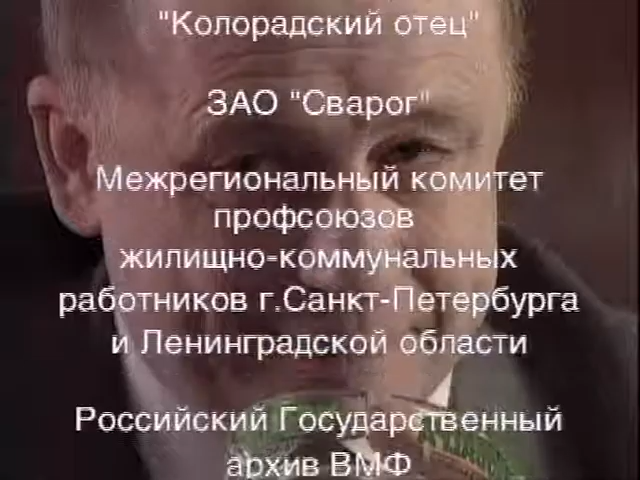 "Колорадский отец"
ЗАО "Сварог"
Межрегиональный комитет
профсоюзов
жилищно-коммунальных
работников г.Санкт-Петербурга
и Ленинградской области
Российский Государственный
архив ВМФ